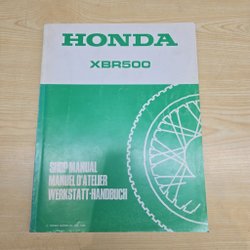 HONDA
XBR500
SHOP MANUAL
MANUEL D'ATELIER
WERKSTATT-HANDBUCH